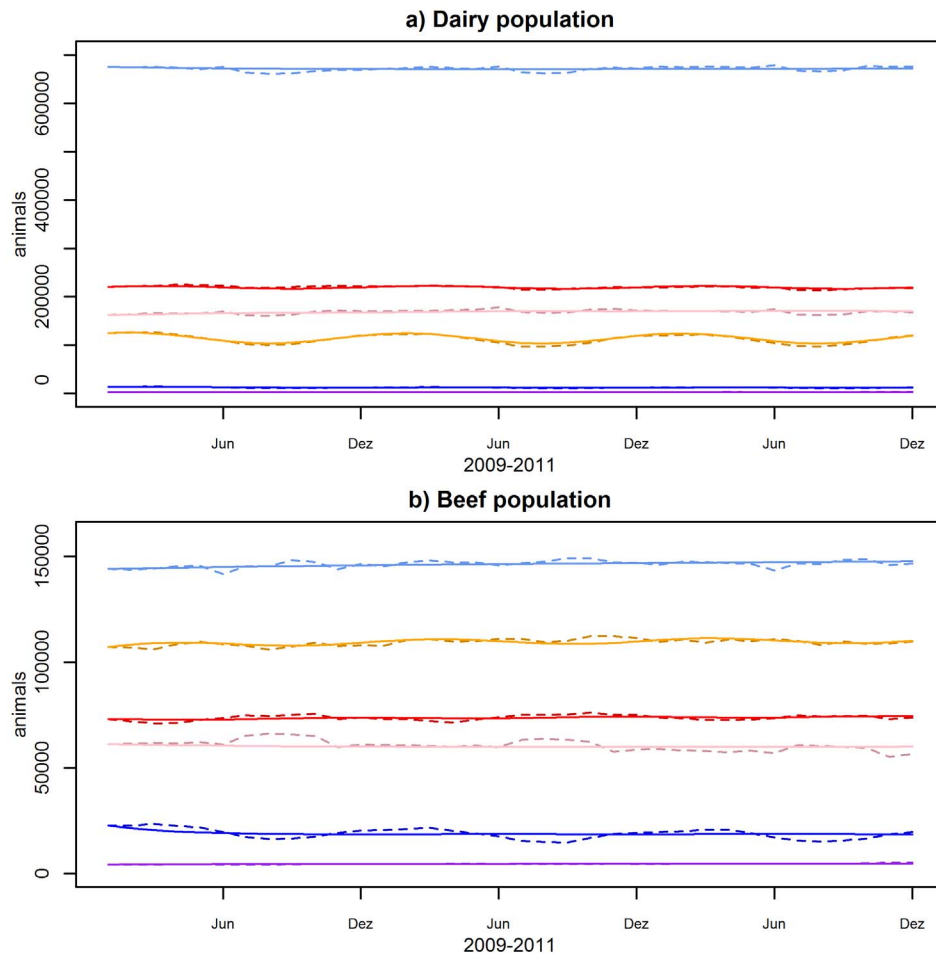 a) Dairy population
animals
600000
400000
200000
0
Jun Dez Jun Dez Jun Dez
2009-2011
b) Beef population
animals
150000
100000
50000
0
Jun Dez Jun Dez Jun Dez
2009-2011